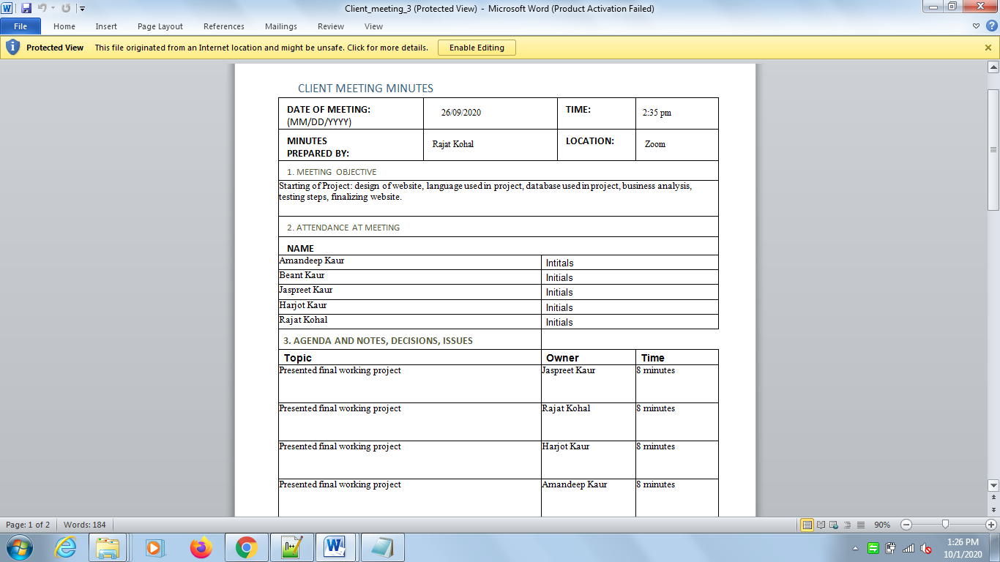 Client_meeting_3 (Protected View) - Microsoft Word (Product Activation Failed)
File Home Insert Page Layout References Mailings Review View
Protected View This file originated from an Internet location and might be unsafe. Click for more details. Enable Editing
CLIENT MEETING MINUTES
DATE OF MEETING: 26/09/2020 TIME: 2:35 pm
(MM/DD/YYYY)
MINUTES Rajat Kohal LOCATION: Zoom
PREPARED BY:
1. MEETING OBJECTIVE
Starting of Project: design of website, language used in project, database used in project, business analysis,
testing steps, finalizing website.
2. ATTENDANCE AT MEETING
NAME
Amandeep Kaur Intitals
Beant Kaur Initials
Jaspreet Kaur Initials
Harjot Kaur Initials
Rajat Kohal Initials
3. AGENDA AND NOTES, DECISIONS, ISSUES
Topic Owner Time
Presented final working project Jaspreet Kaur 8 minutes
Presented final working project Rajat Kohal 8 minutes
Presented final working project Harjot Kaur 8 minutes
Presented final working project Amandeep Kaur 8 minutes
Page: 1 of 2 Words: 184 90%
1:26 PM
10/1/2020